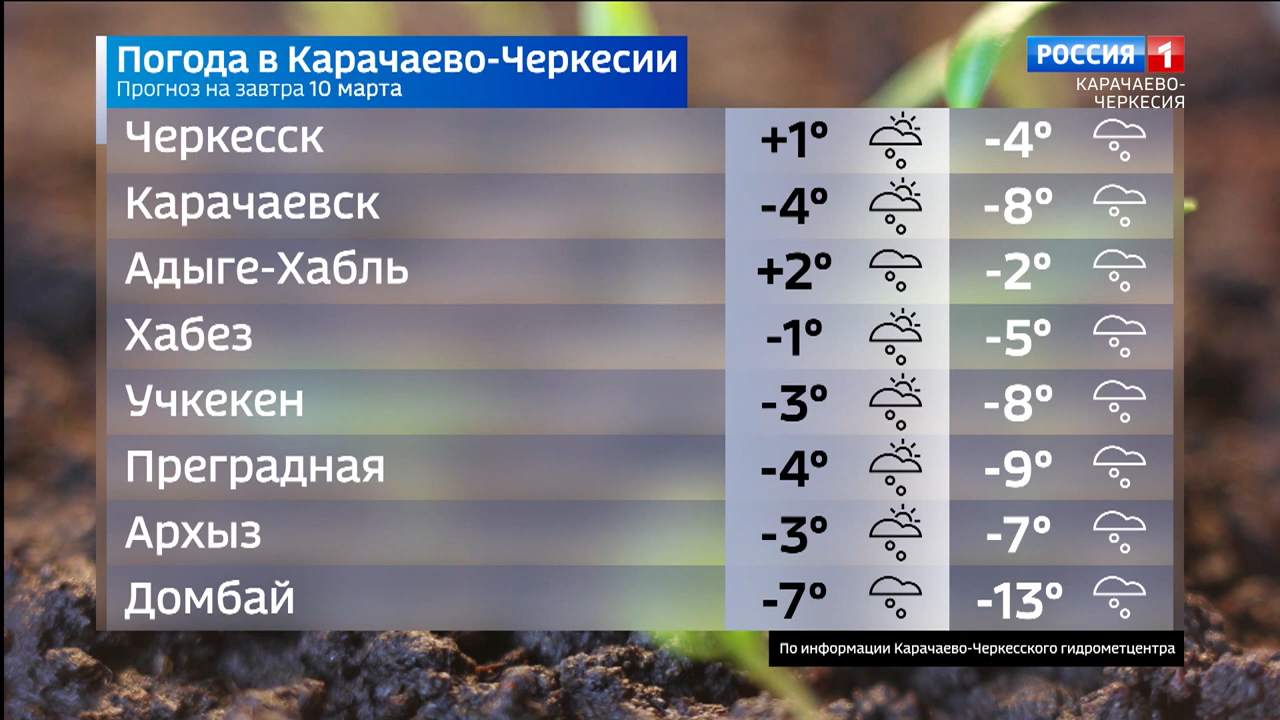 Погода в Карачаево-Черкесии
Прогноз на завтра 10 марта
РОССИЯ 1
КАРАЧАЕВО-
ЧЕРКЕСИЯ
Черкесск +1° -4°
Карачаевск -4° -8°
Адыге-Хабль +2° -2°
Хабез -1° -5°
Учкекен -3° -8°
Преградная -4° -9°
Архыз -3° -7°
Домбай -7° -13°
По информации Карачаево-Черкесского гидрометцентра